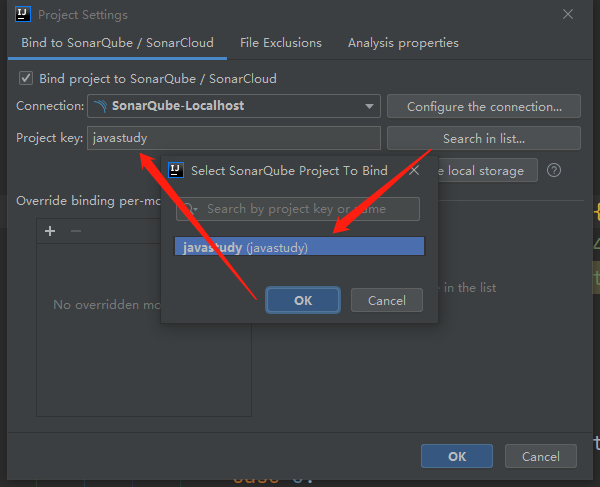 Project Settings
Bind to SonarQube / SonarCloud File Exclusions Analysis properties
Bind project to SonarQube / SonarCloud
Connection: SonarQube-Localhost Configure the connection...
Project key: javastudy Search in list...
Select SonarQube Project To Bind
local storage
Override binding per-mo
Search by project key or name
javastudy (javastudy)
No overridden mo
in the list
OK Cancel
OK Cancel